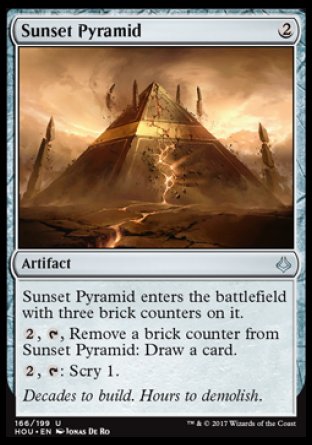 Sunset Pyramid 2
Artifact
Sunset Pyramid enters the battlefield
with three brick counters on it.
2, , Remove a brick counter from
Sunset Pyramid: Draw a card.
2, : Scry 1.
Decades to build. Hours to demolish.
166/199 U
HOU • EN Jonas De Ro
™ & © 2017 Wizards of the Coast